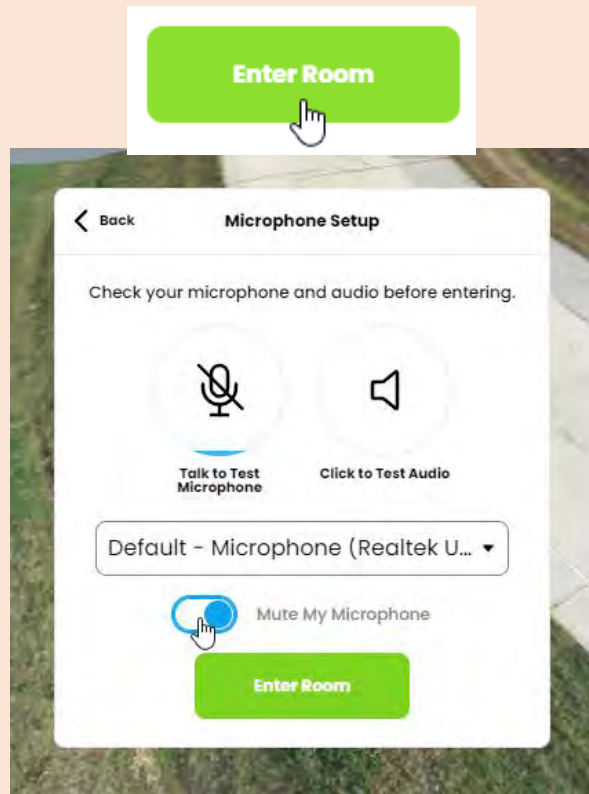 Enter Room
Back
Microphone Setup
Check your microphone and audio before entering.
Talk to Test
Microphone
Click to Test Audio
Default - Microphone (Realtek U...
Mute My Microphone
Enter Room